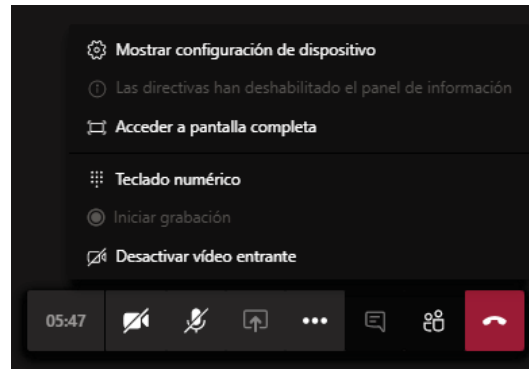 Mostrar configuración de dispositivo
Las directivas han deshabilitado el panel de información
Acceder a pantalla completa
Teclado numérico
Iniciar grabación
Desactivar vídeo entrante
05:47